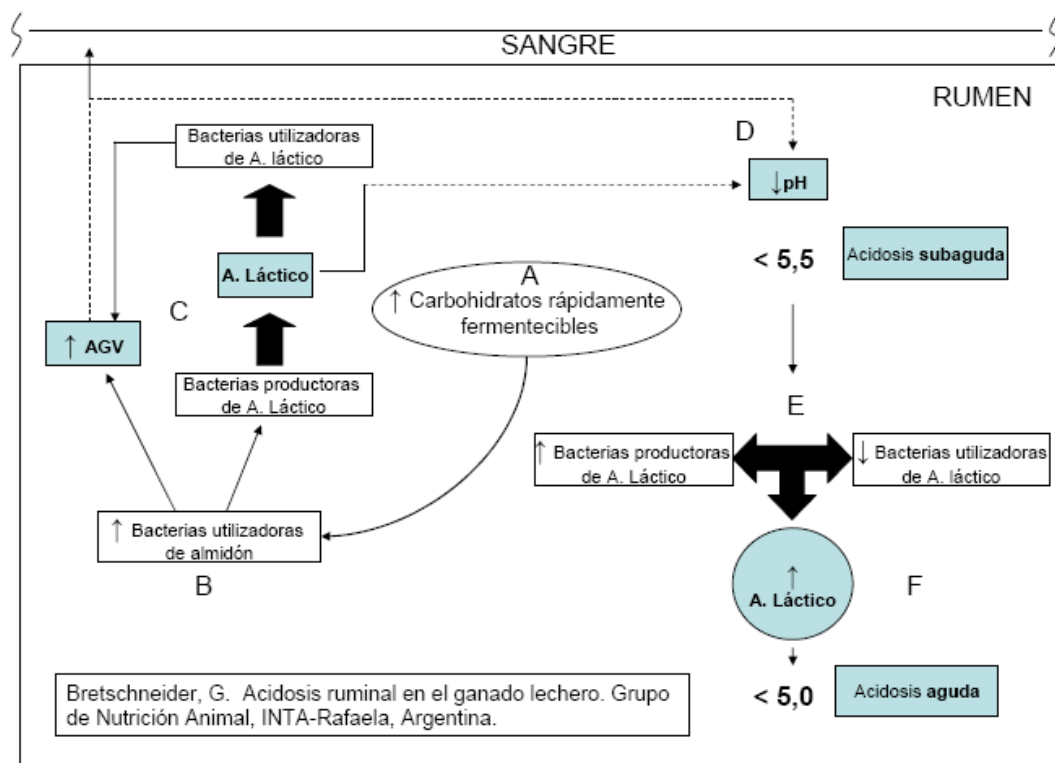 SANGRE
RUMEN
Bacterias utilizadoras
de A. láctico
D
↓pH
A. Láctico
< 5,5
Acidosis subaguda
A
↑ Carbohidratos rápidamente
fermentecibles
C
↑ AGV
Bacterias productoras
de A. Láctico
E
↑ Bacterias productoras
de A. Láctico
↓ Bacterias utilizadoras
de A. láctico
↑ Bacterias utilizadoras
de almidón
B
↑
A. Láctico
F
< 5,0
Acidosis aguda
Bretschneider, G. Acidosis ruminal en el ganado lechero. Grupo
de Nutrición Animal, INTA-Rafaela, Argentina.